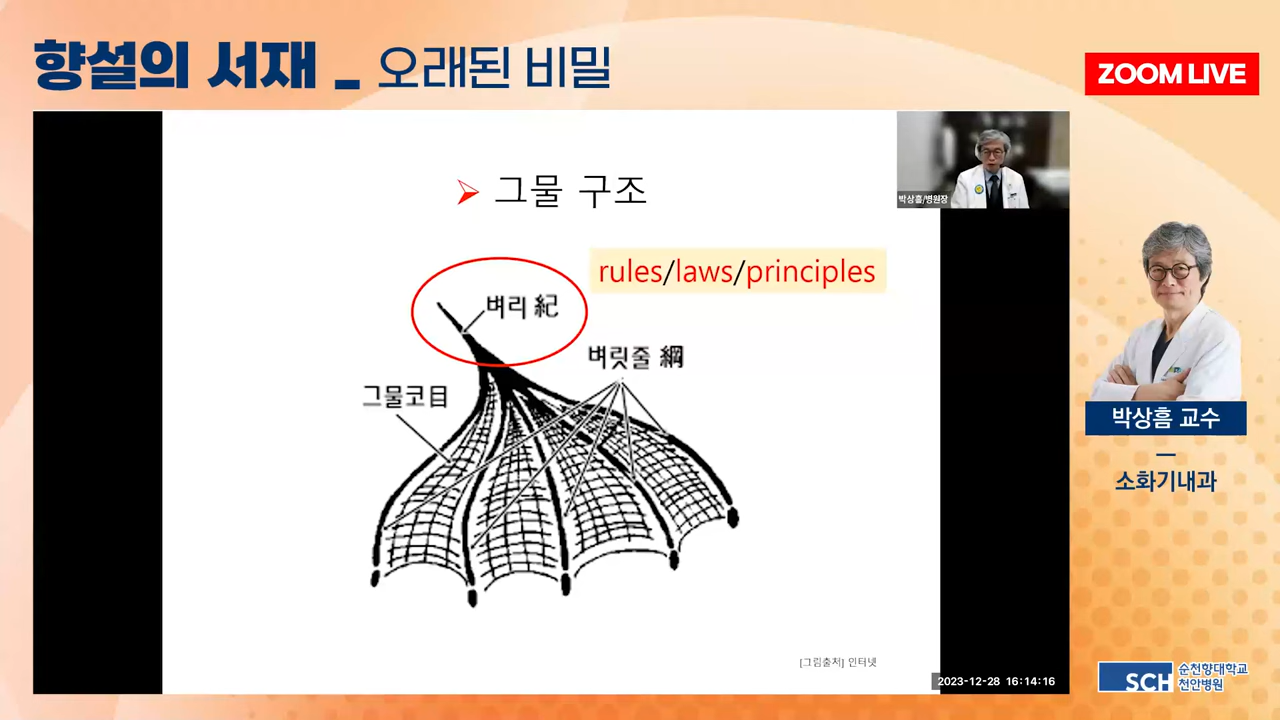 향설의 서재 _ 오래된 비밀
ZOOM LIVE
➢ 그물 구조
박상흠/병원장
rules/laws/principles
벼리 紀
벼릿줄 綱
그물코目
박상흠 교수
소화기내과
[그림출처] 인터넷
2023-12-28 16:14:16
SCH 순천향대학교
천안병원